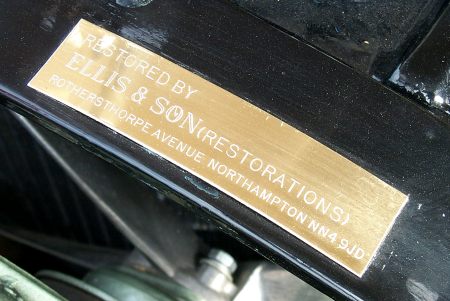 RESTORED BY
ELLIS & SON (RESTORATIONS)
ROTHERSTHORPE AVENUE NORTHAMPTON NN4 9JD